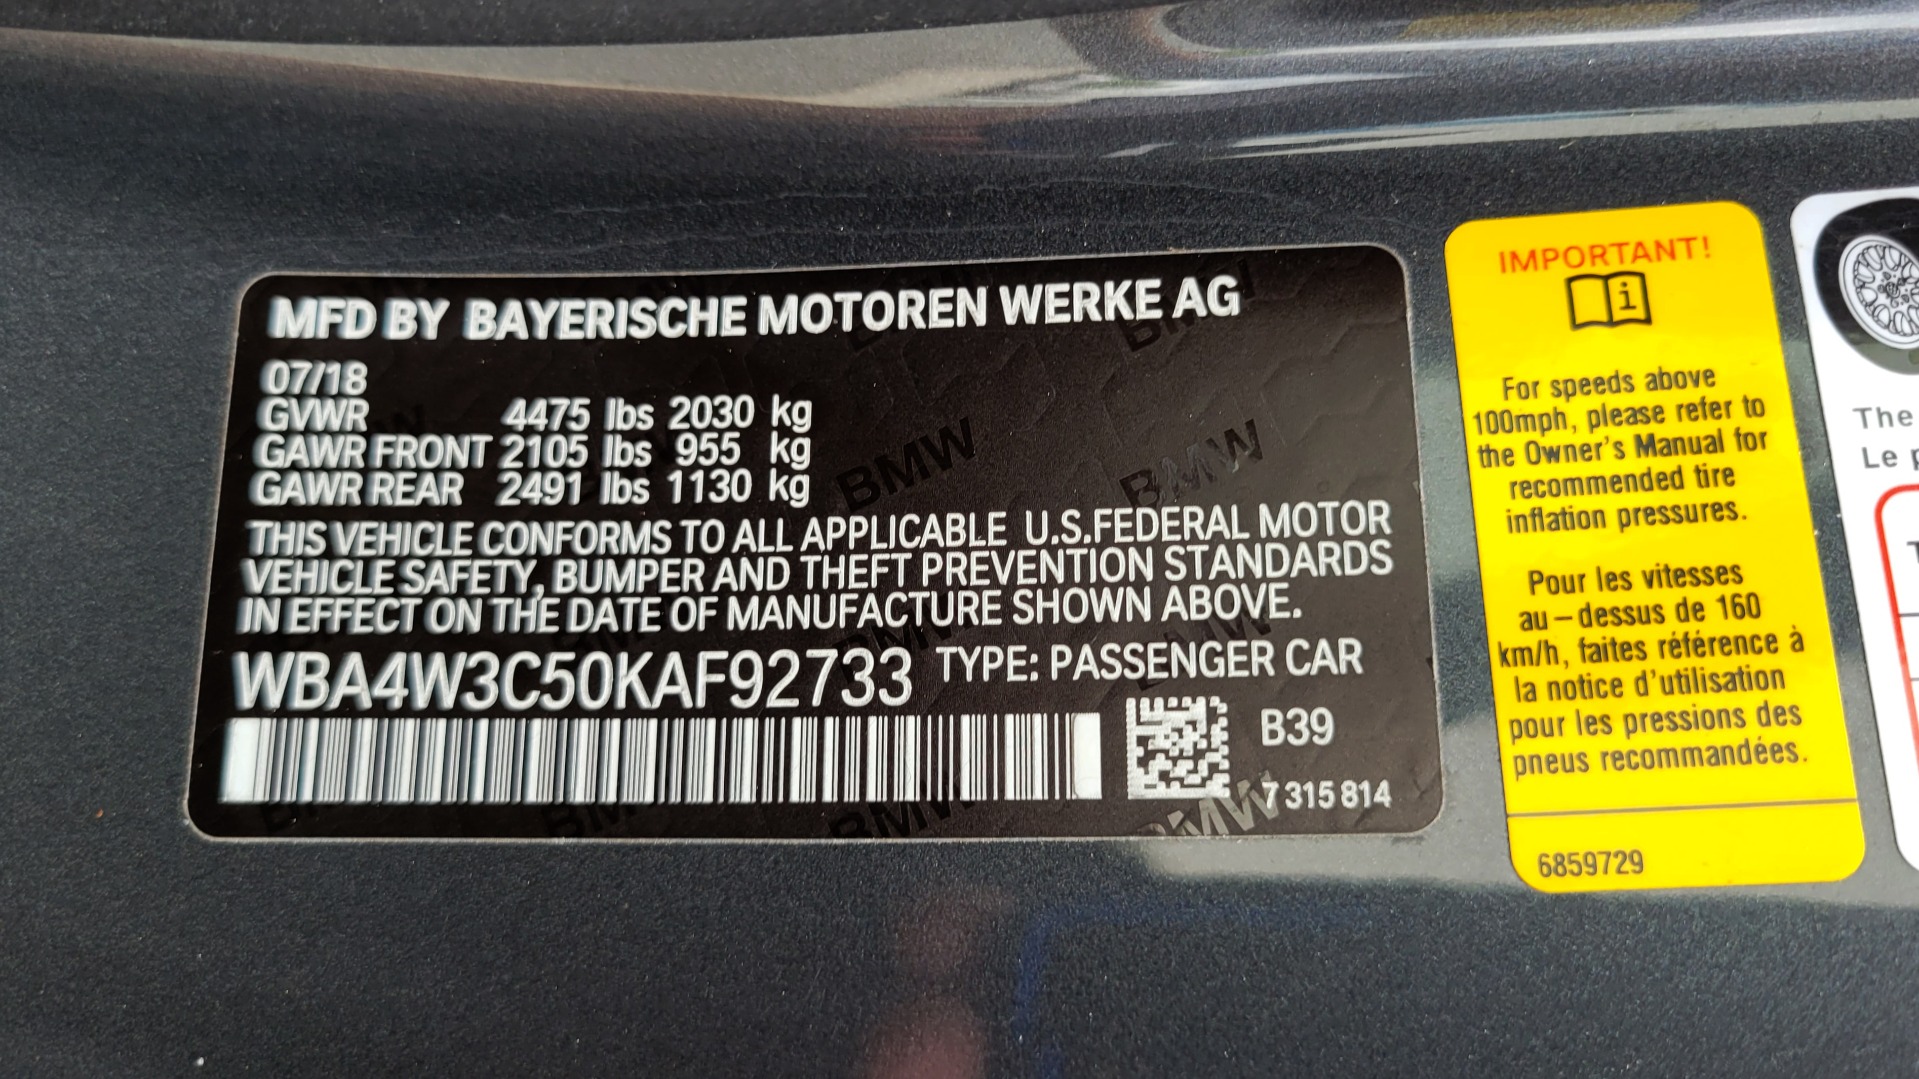 MFD BY BAYERISCHE MOTOREN WERKE AG
07/18
GVWR 4475 lbs 2030 kg
GAWR FRONT 2105 lbs 955 kg
GAWR REAR 2491 lbs 1130 kg
THIS VEHICLE CONFORMS TO ALL APPLICABLE U.S.FEDERAL MOTOR
VEHICLE SAFETY, BUMPER AND THEFT PREVENTION STANDARDS
IN EFFECT ON THE DATE OF MANUFACTURE SHOWN ABOVE.
WBA4W3C50KAF92733 TYPE: PASSENGER CAR
B39
7 315 814
IMPORTANT!
For speeds above
100mph, please refer to
the Owner's Manual for
recommended tire
inflation pressures.
Pour les vitesses
au-dessus de 160
km/h, faites référence à
la notice d'utilisation
pour les pressions des
pneus recommandées.
6859729
The
Le